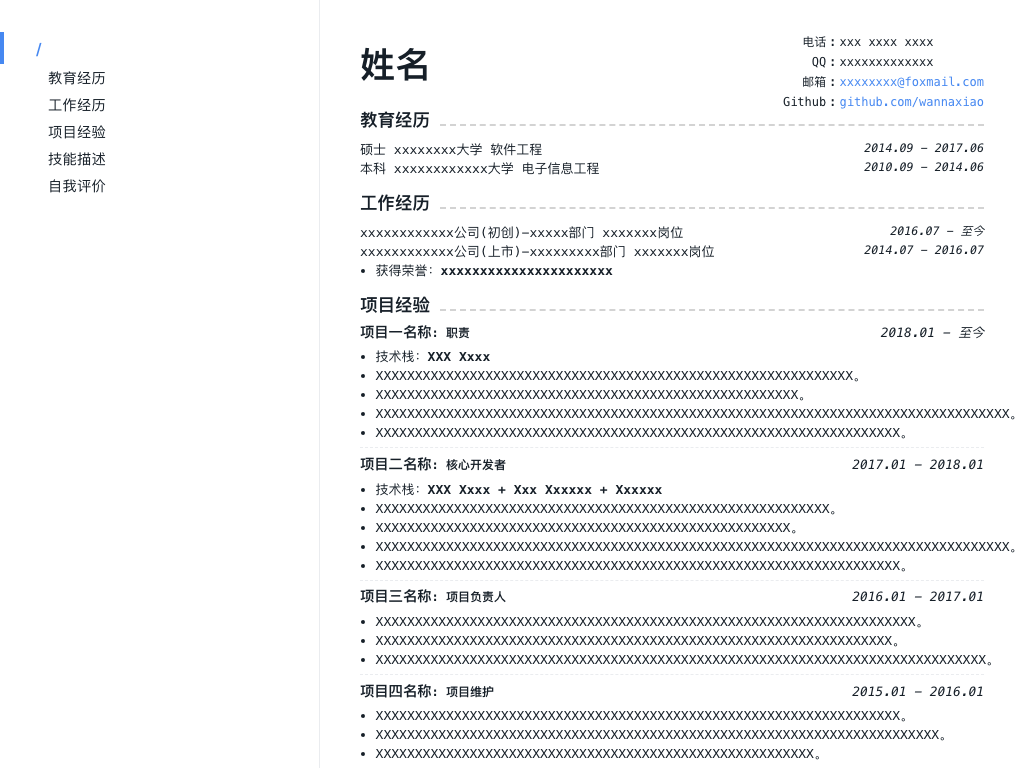 /
教育经历
工作经历
项目经验
技能描述
自我评价
姓名
电话：xxx xxxx xxxx
QQ：xxxxxxxxxxxxx
邮箱：xxxxxxxx@foxmail.com
Github：github.com/wannaxiao
教育经历
硕士 xxxxxxxx大学 软件工程 2014.09 – 2017.06
本科 xxxxxxxxxxxx大学 电子信息工程 2010.09 – 2014.06
工作经历
xxxxxxxxxxxx公司(初创)–xxxxx部门 xxxxxxx岗位 2016.07 – 至今
xxxxxxxxxxxx公司(上市)–xxxxxxxxx部门 xxxxxxx岗位 2014.07 – 2016.07
• 获得荣誉：xxxxxxxxxxxxxxxxxxxxxx
项目经验
项目一名称：职责 2018.01 – 至今
• 技术栈：XXX Xxxx
• XXXXXXXXXXXXXXXXXXXXXXXXXXXXXXXXXXXXXXXXXXXXXXXXXXXXXXXXXXXXX。
• XXXXXXXXXXXXXXXXXXXXXXXXXXXXXXXXXXXXXXXXXXXXXXXXXXXXXX。
• XXXXXXXXXXXXXXXXXXXXXXXXXXXXXXXXXXXXXXXXXXXXXXXXXXXXXXXXXXXXXXXXXXXXXXXXXXXXXXXXX。
• XXXXXXXXXXXXXXXXXXXXXXXXXXXXXXXXXXXXXXXXXXXXXXXXXXXXXXXXXXXXXXXXXXX。
项目二名称：核心开发者 2017.01 – 2018.01
• 技术栈：XXX Xxxx + Xxx Xxxxxx + Xxxxxx
• XXXXXXXXXXXXXXXXXXXXXXXXXXXXXXXXXXXXXXXXXXXXXXXXXXXXXXXXXX。
• XXXXXXXXXXXXXXXXXXXXXXXXXXXXXXXXXXXXXXXXXXXXXXXXXXXXX。
• XXXXXXXXXXXXXXXXXXXXXXXXXXXXXXXXXXXXXXXXXXXXXXXXXXXXXXXXXXXXXXXXXXXXXXXXXXXXXXXXX。
• XXXXXXXXXXXXXXXXXXXXXXXXXXXXXXXXXXXXXXXXXXXXXXXXXXXXXXXXXXXXXXXXXXX。
项目三名称：项目负责人 2016.01 – 2017.01
• XXXXXXXXXXXXXXXXXXXXXXXXXXXXXXXXXXXXXXXXXXXXXXXXXXXXXXXXXXXXXXXXXXXXX。
• XXXXXXXXXXXXXXXXXXXXXXXXXXXXXXXXXXXXXXXXXXXXXXXXXXXXXXXXXXXXXXXXXX。
• XXXXXXXXXXXXXXXXXXXXXXXXXXXXXXXXXXXXXXXXXXXXXXXXXXXXXXXXXXXXXXXXXXXXXXXXXXXXXX。
项目四名称：项目维护 2015.01 – 2016.01
• XXXXXXXXXXXXXXXXXXXXXXXXXXXXXXXXXXXXXXXXXXXXXXXXXXXXXXXXXXXXXXXXXXX。
• XXXXXXXXXXXXXXXXXXXXXXXXXXXXXXXXXXXXXXXXXXXXXXXXXXXXXXXXXXXXXXXXXXXXXXXX。
• XXXXXXXXXXXXXXXXXXXXXXXXXXXXXXXXXXXXXXXXXXXXXXXXXXXXXXXX。